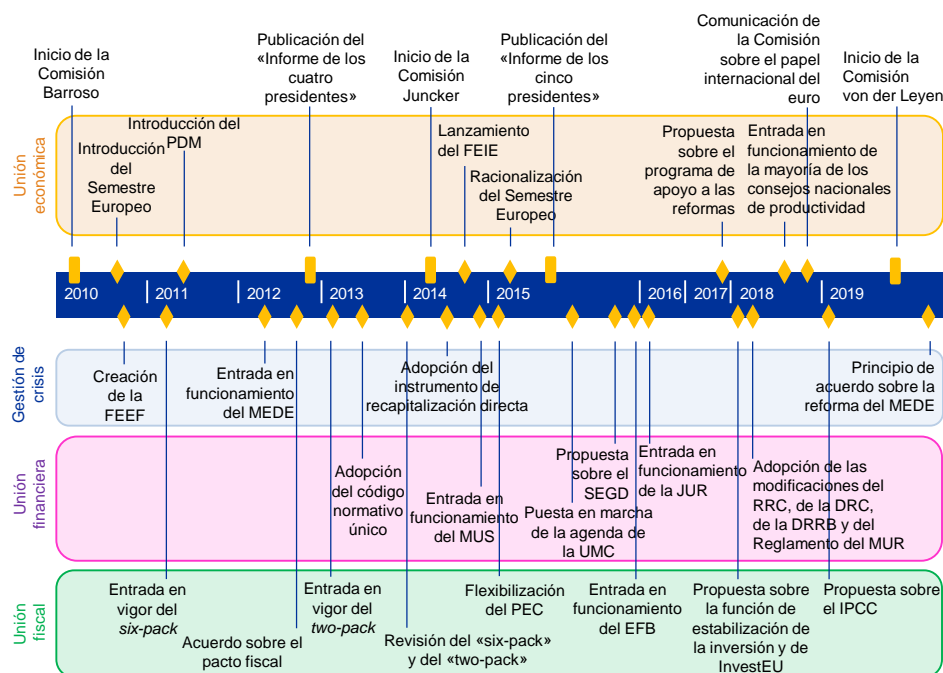 Inicio de la
Comisión
Barroso
Publicación del
«Informe de los
cuatro
presidentes»
Inicio de la
Comisión
Juncker
Publicación del
«Informe de los
cinco
presidentes»
Comunicación de
la Comisión
sobre el papel
internacional del
euro
Inicio de la
Comisión
von der Leyen
Unión
económica
Introducción
del
Semestre
Europeo
Introducción del
PDM
Lanzamiento
del FEIE
Racionalización
del Semestre
Europeo
Propuesta
sobre el
programa de
apoyo a las
reformas
Entrada en
funcionamiento de
la mayoría de los
consejos nacionales
de productividad
2010
2011
2012
2013
2014
2015
2016
2017
2018
2019
Gestión de
crisis
Creación
de la
FEEF
Entrada en
funcionamiento
del MEDE
Adopción del
instrumento de
recapitalización directa
Principio de
acuerdo sobre la
reforma del MEDE
Unión
financiera
Adopción
del código
normativo
único
Entrada en
funcionamiento
del MUS
Propuesta
sobre el
SEGD
Puesta en marcha
de la agenda de
la UMC
Entrada en
funcionamiento
de la JUR
Adopción de las
modificaciones del
RRC, de la DRC,
de la DRRB y del
Reglamento del MUR
Unión
fiscal
Entrada en
vigor del
six-pack
Acuerdo sobre el
pacto fiscal
Entrada en
vigor del
two-pack
Revisión del «six-pack»
y del «two-pack»
Flexibilización
del PEC
Entrada en
funcionamiento
del EFB
Propuesta sobre
la función de
estabilización de
la inversión y de
InvestEU
Propuesta sobre
el IPCC